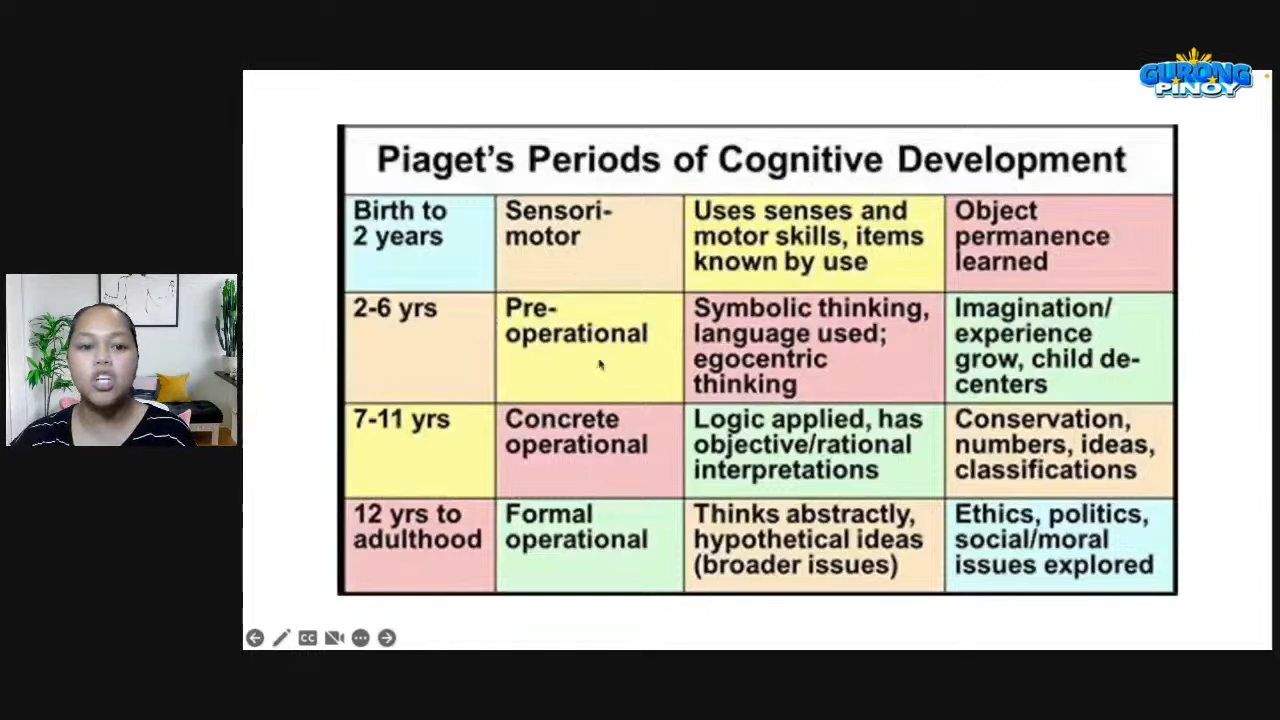 GURONG
PINOY
Piaget's Periods of Cognitive Development
Birth to
2 years
Sensori-
motor
Uses senses and
motor skills, items
known by use
Object
permanence
learned
2-6 yrs
Pre-
operational
Symbolic thinking,
language used;
egocentric
thinking
Imagination/
experience
grow, child de-
centers
7-11 yrs
Concrete
operational
Logic applied, has
objective/rational
interpretations
Conservation,
numbers, ideas,
classifications
12 yrs to
adulthood
Formal
operational
Thinks abstractly,
hypothetical ideas
(broader issues)
Ethics, politics,
social/moral
issues explored
CC